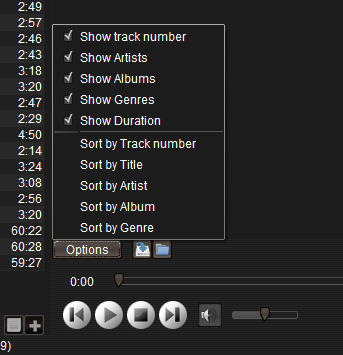 2:49
2:57
2:46
2:43
3:18
3:20
2:47
2:29
4:50
2:14
3:24
3:08
2:56
3:20
60:22
60:28
59:27
Show track number
Show Artists
Show Albums
Show Genres
Show Duration
Sort by Track number
Sort by Title
Sort by Artist
Sort by Album
Sort by Genre
Options
0:00
9)